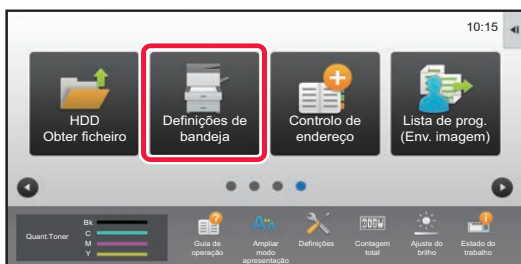 10:15
HDD
Obter ficheiro
Definições de
bandeja
Controlo de
endereço
Lista de prog.
(Env. imagem)
Quant.Toner
Bk
C
M
Y
Guia de
operação
Ampliar
modo
apresentação
Definições
Contagem
total
Ajuste do
brilho
Estado do
trabalho